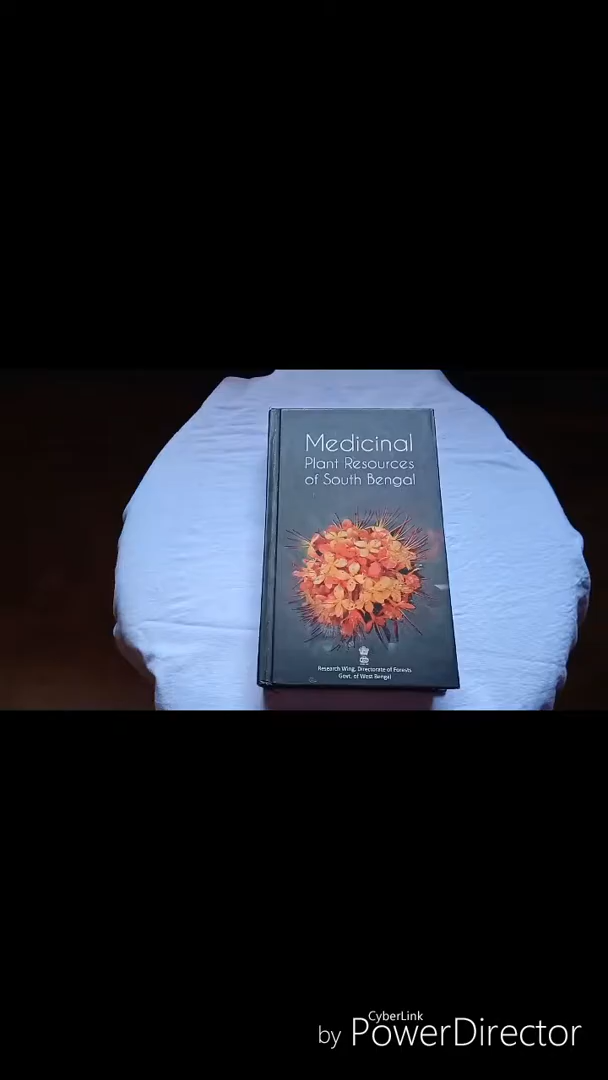 Medicinal
Plant Resources
of South Bengal
Research Wing, Directorate of Forests
Govt. of West Bengal
CyberLink
by PowerDirector